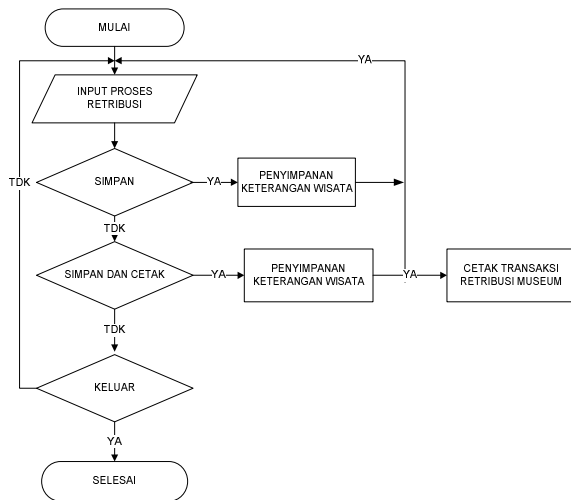 MULAI
YA
INPUT PROSES
RETRIBUSI
TDK
SIMPAN
YA
PENYIMPANAN
KETERANGAN WISATA
TDK
SIMPAN DAN CETAK
YA
PENYIMPANAN
KETERANGAN WISATA
YA
CETAK TRANSAKSI
RETRIBUSI MUSEUM
TDK
KELUAR
YA
SELESAI